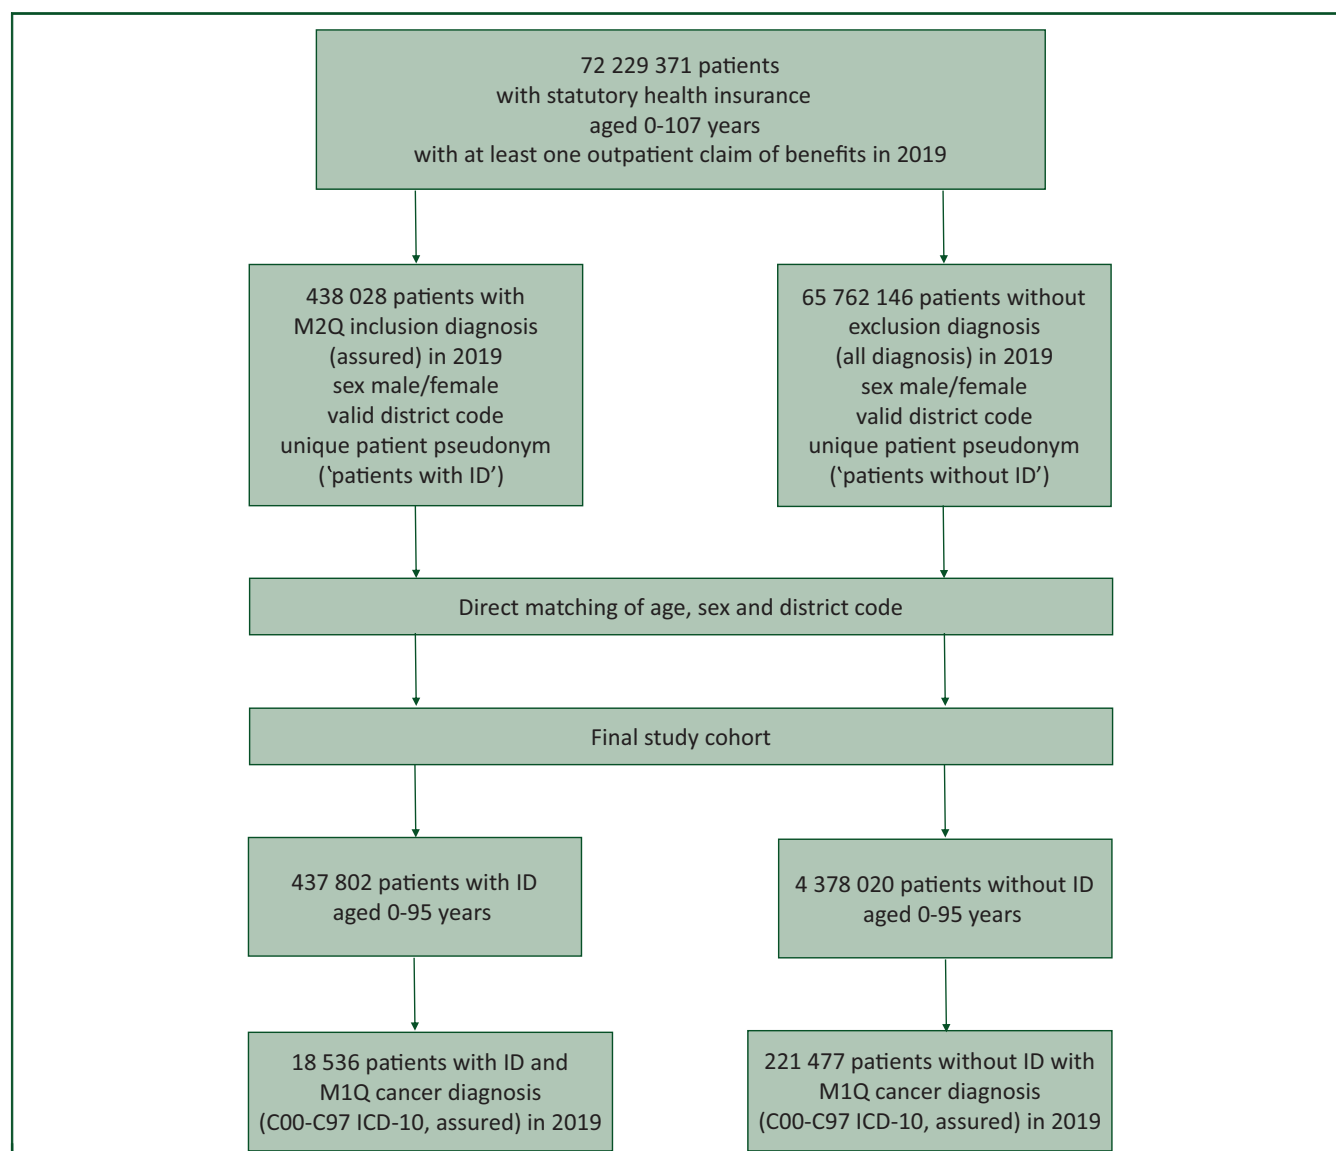 72 229 371 patients
with statutory health insurance
aged 0-107 years
with at least one outpatient claim of benefits in 2019
438 028 patients with
M2Q inclusion diagnosis
(assured) in 2019
sex male/female
valid district code
unique patient pseudonym
(‘patients with ID’)
65 762 146 patients without
exclusion diagnosis
(all diagnosis) in 2019
sex male/female
valid district code
unique patient pseudonym
(‘patients without ID’)
Direct matching of age, sex and district code
Final study cohort
437 802 patients with ID
aged 0-95 years
4 378 020 patients without ID
aged 0-95 years
18 536 patients with ID and
M1Q cancer diagnosis
(C00-C97 ICD-10, assured) in 2019
221 477 patients without ID with
M1Q cancer diagnosis
(C00-C97 ICD-10, assured) in 2019